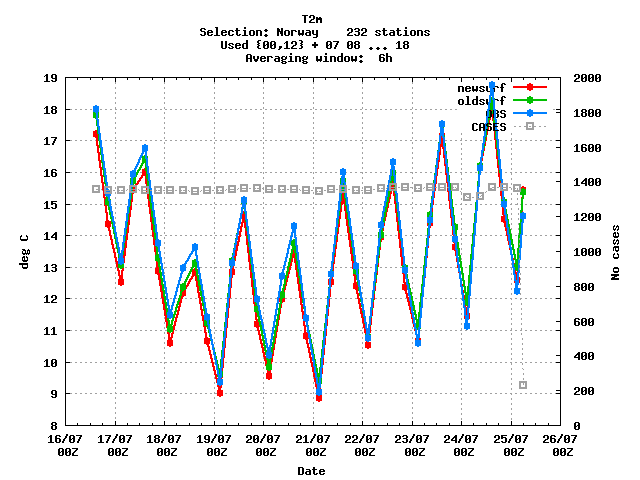 T2m
Selection: Norway    232 stations
Used {00,12} + 07 08 ... 18
Averaging window:  6h
19
18
17
16
15
14
13
12
11
10
9
8
deg C
2000
1800
1600
1400
1200
1000
800
600
400
200
0
No cases
newsurf
oldsurf
OBS
CASES
16/07 17/07 18/07 19/07 20/07 21/07 22/07 23/07 24/07 25/07 26/07
00Z 00Z 00Z 00Z 00Z 00Z 00Z 00Z 00Z 00Z 00Z
Date